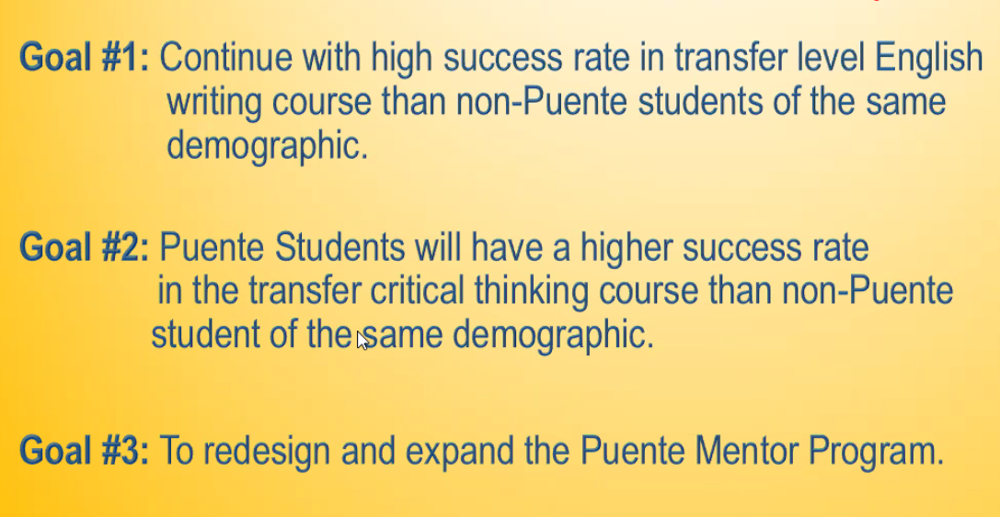 Goal #1: Continue with high success rate in transfer level English
writing course than non-Puente students of the same
demographic.
Goal #2: Puente Students will have a higher success rate
in the transfer critical thinking course than non-Puente
student of the same demographic.
Goal #3: To redesign and expand the Puente Mentor Program.